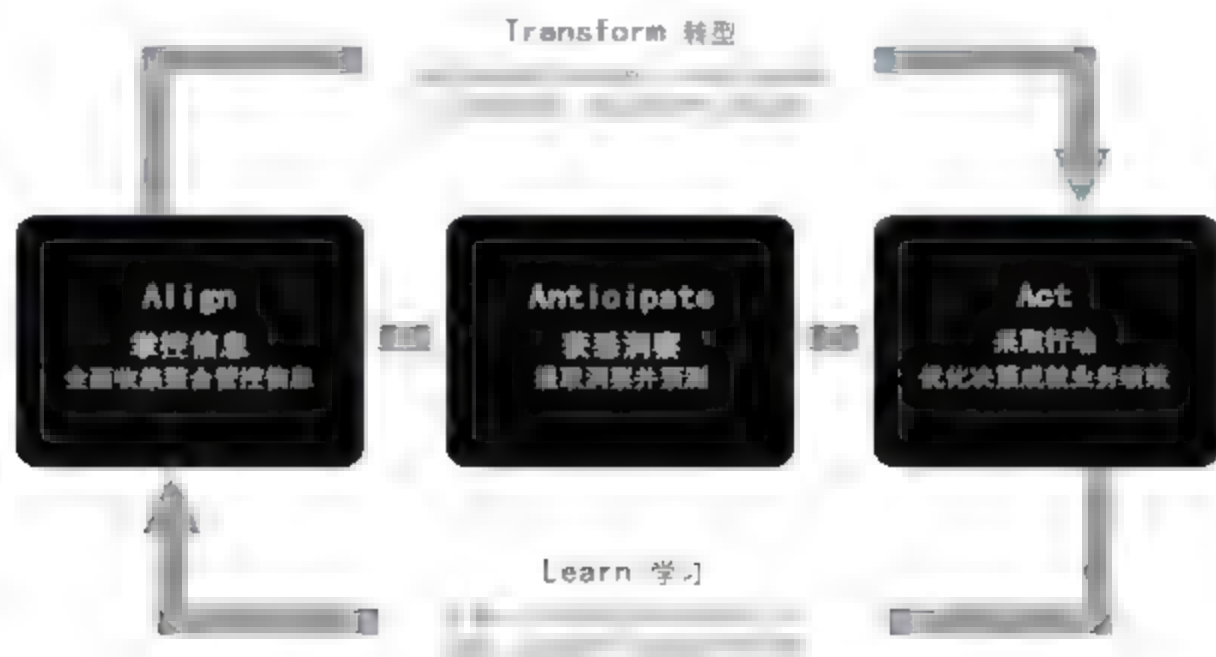 Transform 转型
Align
掌控信息
全面收集整合管控信息
Anticipate
获悉洞察
提取洞察并预测
Act
采取行动
优化决策成就业务绩效
Learn 学习